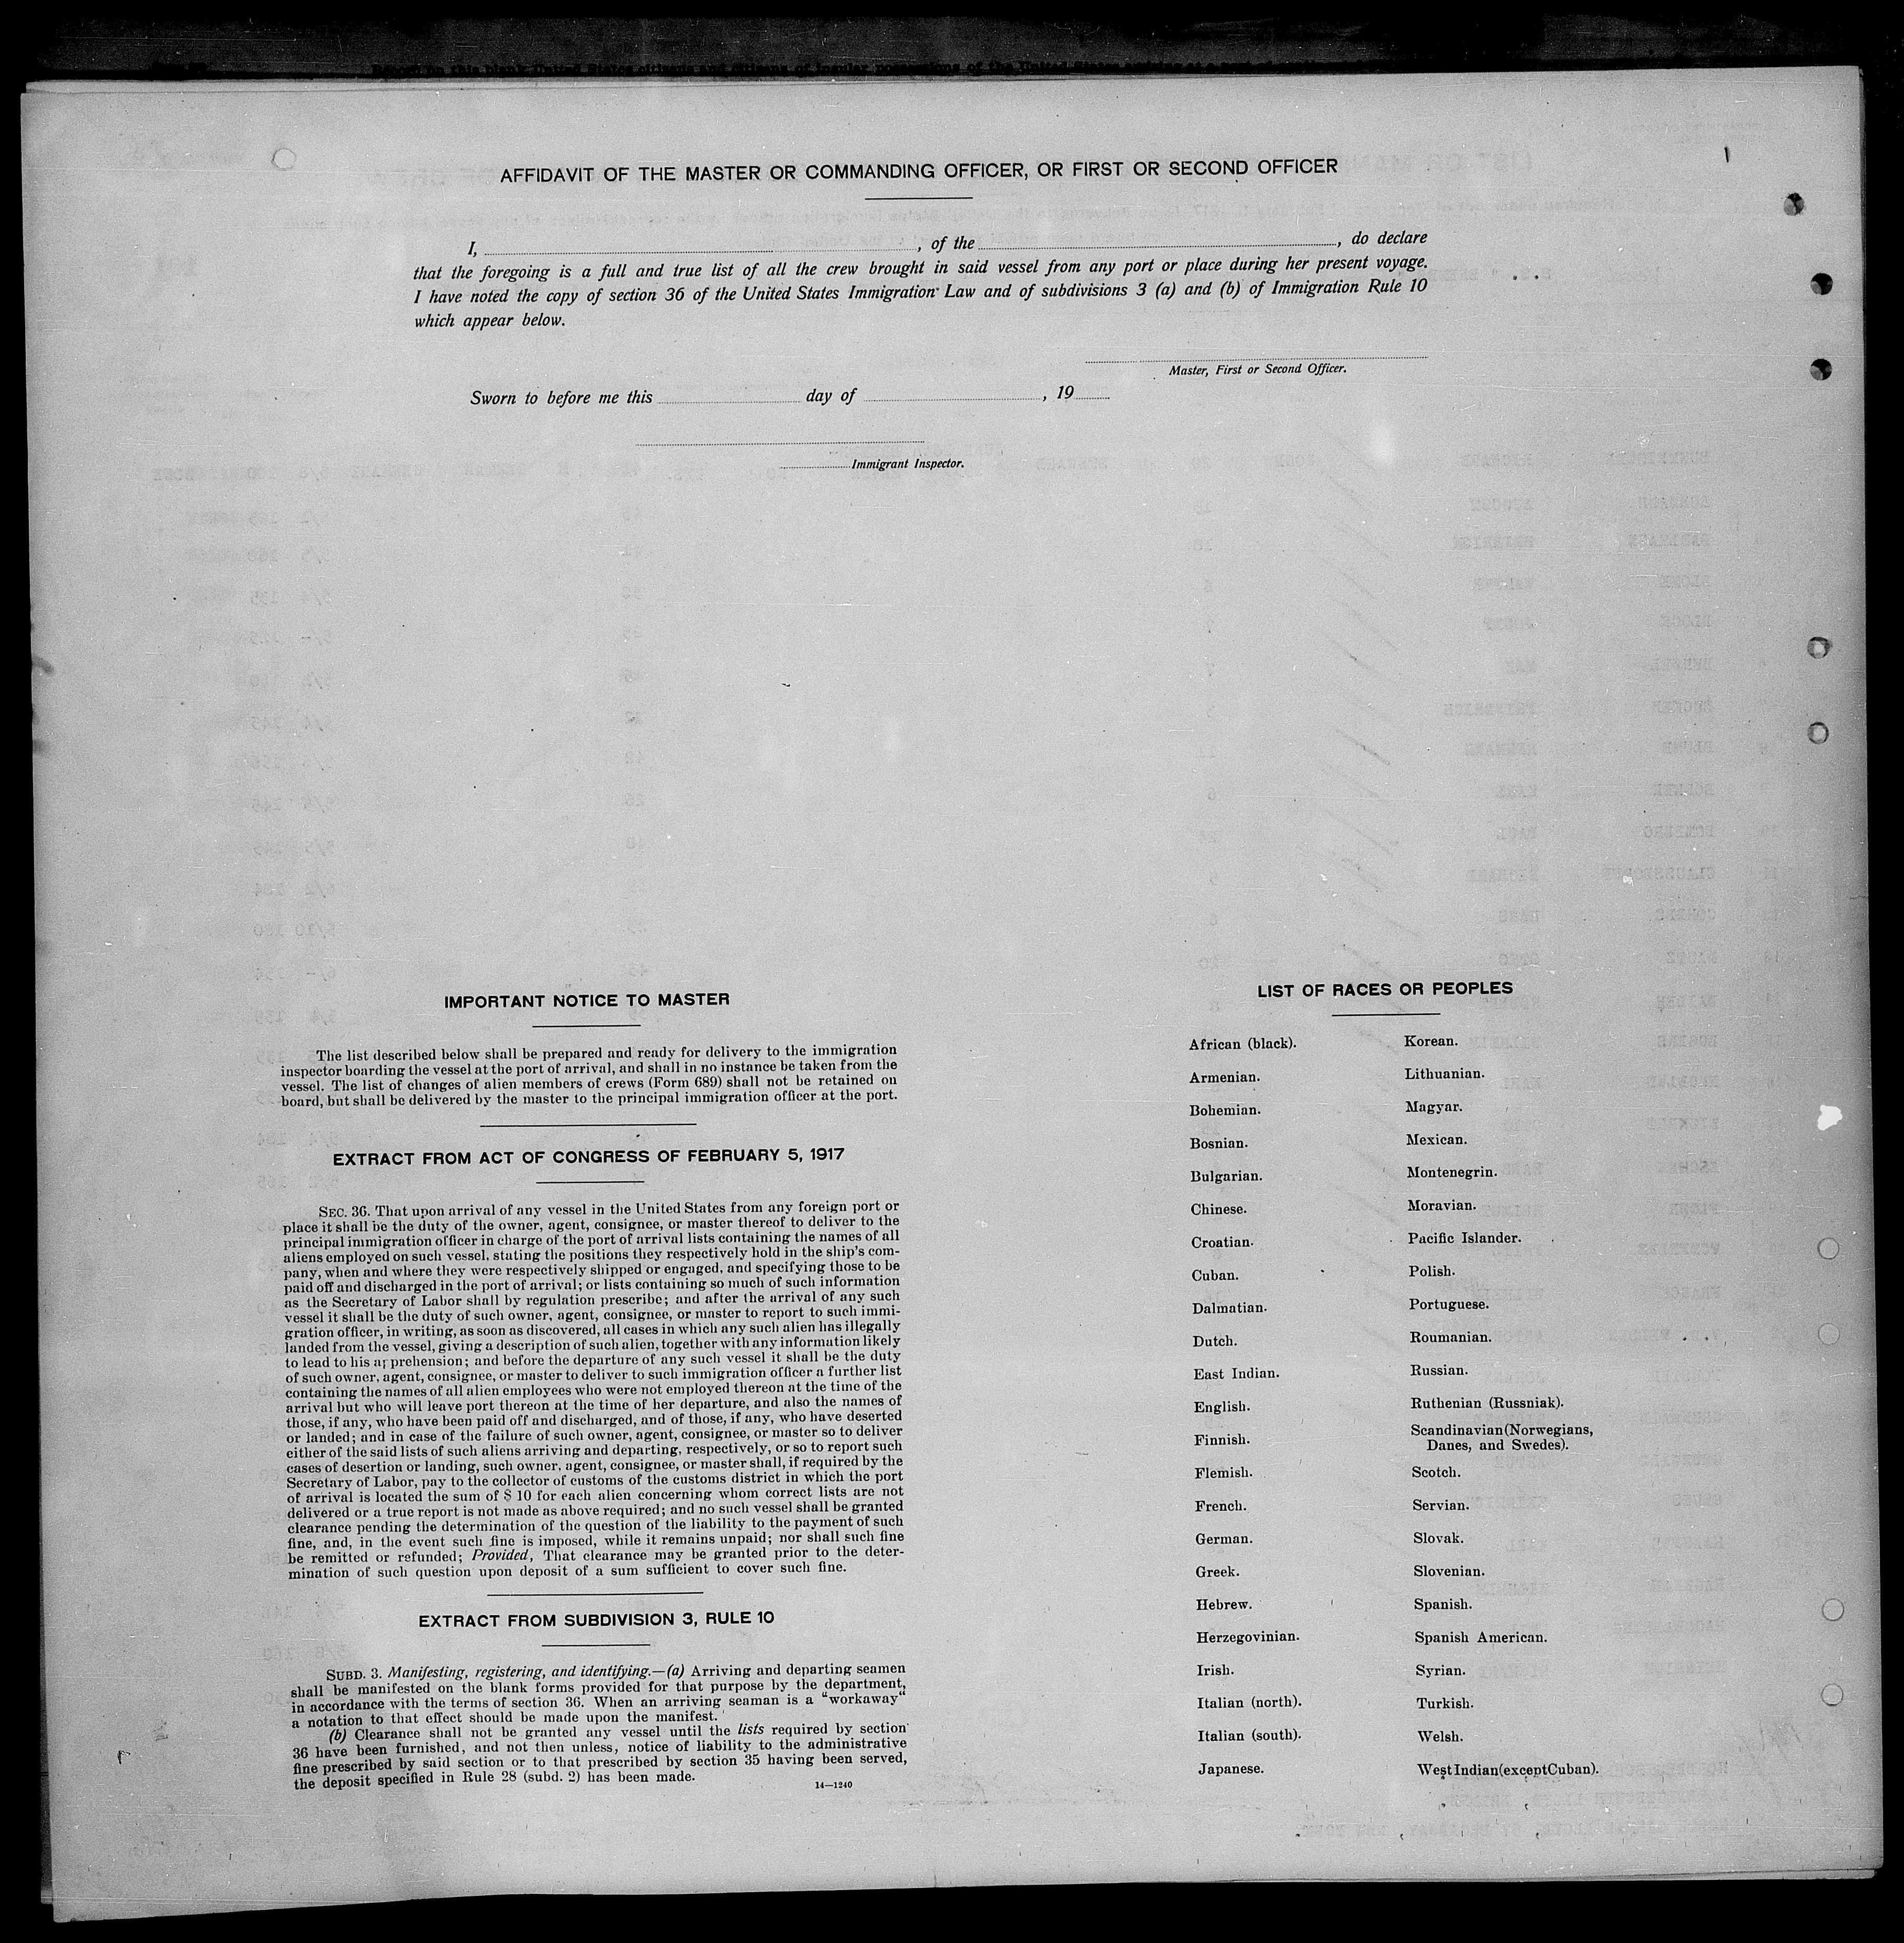 AFFIDAVIT OF THE MASTER OR COMMANDING OFFICER, OR FIRST OR SECOND OFFICER
I, , of the , do declare
that the foregoing is a full and true list of all the crew brought in said vessel from any port or place during her present voyage.
I have noted the copy of section 36 of the United States Immigration Law and of subdivisions 3 (a) and (b) of Immigration Rule 10
which appear below.
Master, First or Second Officer.
Sworn to before me this day of , 19
Immigrant Inspector.
IMPORTANT NOTICE TO MASTER
The list described below shall be prepared and ready for delivery to the immigration
inspector boarding the vessel at the port of arrival, and shall in no instance be taken from the
vessel. The list of changes of alien members of crews (Form 689) shall not be retained on
board, but shall be delivered by the master to the principal immigration officer at the port.
EXTRACT FROM ACT OF CONGRESS OF FEBRUARY 5, 1917
SEC. 36. That upon arrival of any vessel in the United States from any foreign port or
place it shall be the duty of the owner, agent, consignee, or master thereof to deliver to the
principal immigration officer in charge of the port of arrival lists containing the names of all
aliens employed on such vessel, stating the positions they respectively hold in the ship's com-
pany, when and where they were respectively shipped or engaged, and specifying those to be
paid off and discharged in the port of arrival; or lists containing so much of such information
as the Secretary of Labor shall by regulation prescribe; and after the arrival of any such
vessel it shall be the duty of such owner, agent, consignee, or master to report to such immi-
gration officer, in writing, as soon as discovered, all cases in which any such alien has illegally
landed from the vessel, giving a description of such alien, together with any information likely
to lead to his apprehension; and before the departure of any such vessel it shall be the duty
of such owner, agent, consignee, or master to deliver to such immigration officer a further list
containing the names of all alien employees who were not employed thereon at the time of the
arrival but who will leave port thereon at the time of her departure, and also the names of
those, if any, who have been paid off and discharged, and of those, if any, who have deserted
or landed; and in case of the failure of such owner, agent, consignee, or master so to deliver
either of the said lists of such aliens arriving and departing, respectively, or so to report such
cases of desertion or landing, such owner, agent, consignee, or master shall, if required by the
Secretary of Labor, pay to the collector of customs of the customs district in which the port
of arrival is located the sum of $ 10 for each alien concerning whom correct lists are not
delivered or a true report is not made as above required; and no such vessel shall be granted
clearance pending the determination of the question of the liability to the payment of such
fine, and, in the event such fine is imposed, while it remains unpaid; nor shall such fine
be remitted or refunded; Provided, That clearance may be granted prior to the deter-
mination of such question upon deposit of a sum sufficient to cover such fine.
EXTRACT FROM SUBDIVISION 3, RULE 10
SUBD. 3. Manifesting, registering, and identifying.—(a) Arriving and departing seamen
shall be manifested on the blank forms provided for that purpose by the department,
in accordance with the terms of section 36. When an arriving seaman is a "workaway"
a notation to that effect should be made upon the manifest.
(b) Clearance shall not be granted any vessel until the lists required by section
36 have been furnished, and not then unless, notice of liability to the administrative
fine prescribed by said section or to that prescribed by section 35 having been served,
the deposit specified in Rule 28 (subd. 2) has been made.
14—1240
LIST OF RACES OR PEOPLES
African (black).
Armenian.
Bohemian.
Bosnian.
Bulgarian.
Chinese.
Croatian.
Cuban.
Dalmatian.
Dutch.
East Indian.
English.
Finnish.
Flemish.
French.
German.
Greek.
Hebrew.
Herzegovinian.
Irish.
Italian (north).
Italian (south).
Japanese.
Korean.
Lithuanian.
Magyar.
Mexican.
Montenegrin.
Moravian.
Pacific Islander.
Polish.
Portuguese.
Roumanian.
Russian.
Ruthenian (Russniak).
Scandinavian (Norwegians,
Danes, and Swedes).
Scotch.
Servian.
Slovak.
Slovenian.
Spanish.
Spanish American.
Syrian.
Turkish.
Welsh.
West Indian (except Cuban).